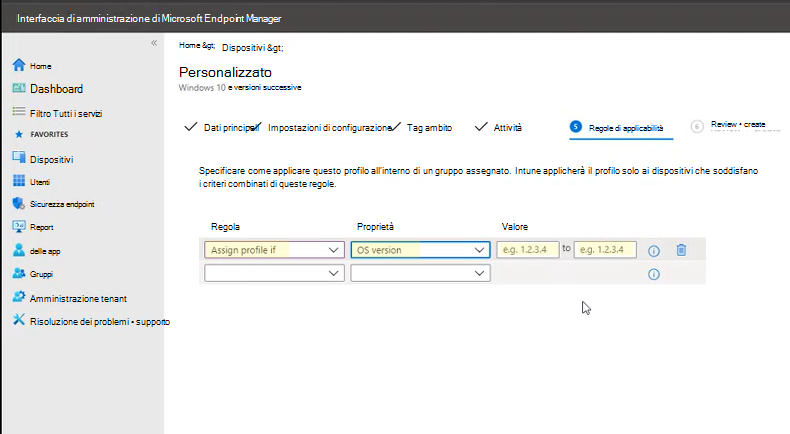 Interfaccia di amministrazione di Microsoft Endpoint Manager
«
Home &gt; Dispositivi &gt;
Personalizzato
Windows 10 e versioni successive
Home
Dashboard
Filtro Tutti i servizi
FAVORITES
Dispositivi
Utenti
Sicurezza endpoint
Report
delle app
Gruppi
Amministrazione tenant
Risoluzione dei problemi • supporto
Dati principali Impostazioni di configurazione Tag ambito Attività 5 Regole di applicabilità 6 Review • create
Specificare come applicare questo profilo all'interno di un gruppo assegnato. Intune applicherà il profilo solo ai dispositivi che soddisfano
i criteri combinati di queste regole.
Regola Proprietà Valore
Assign profile if OS version e.g. 1.2.3.4 to e.g. 1.2.3.4